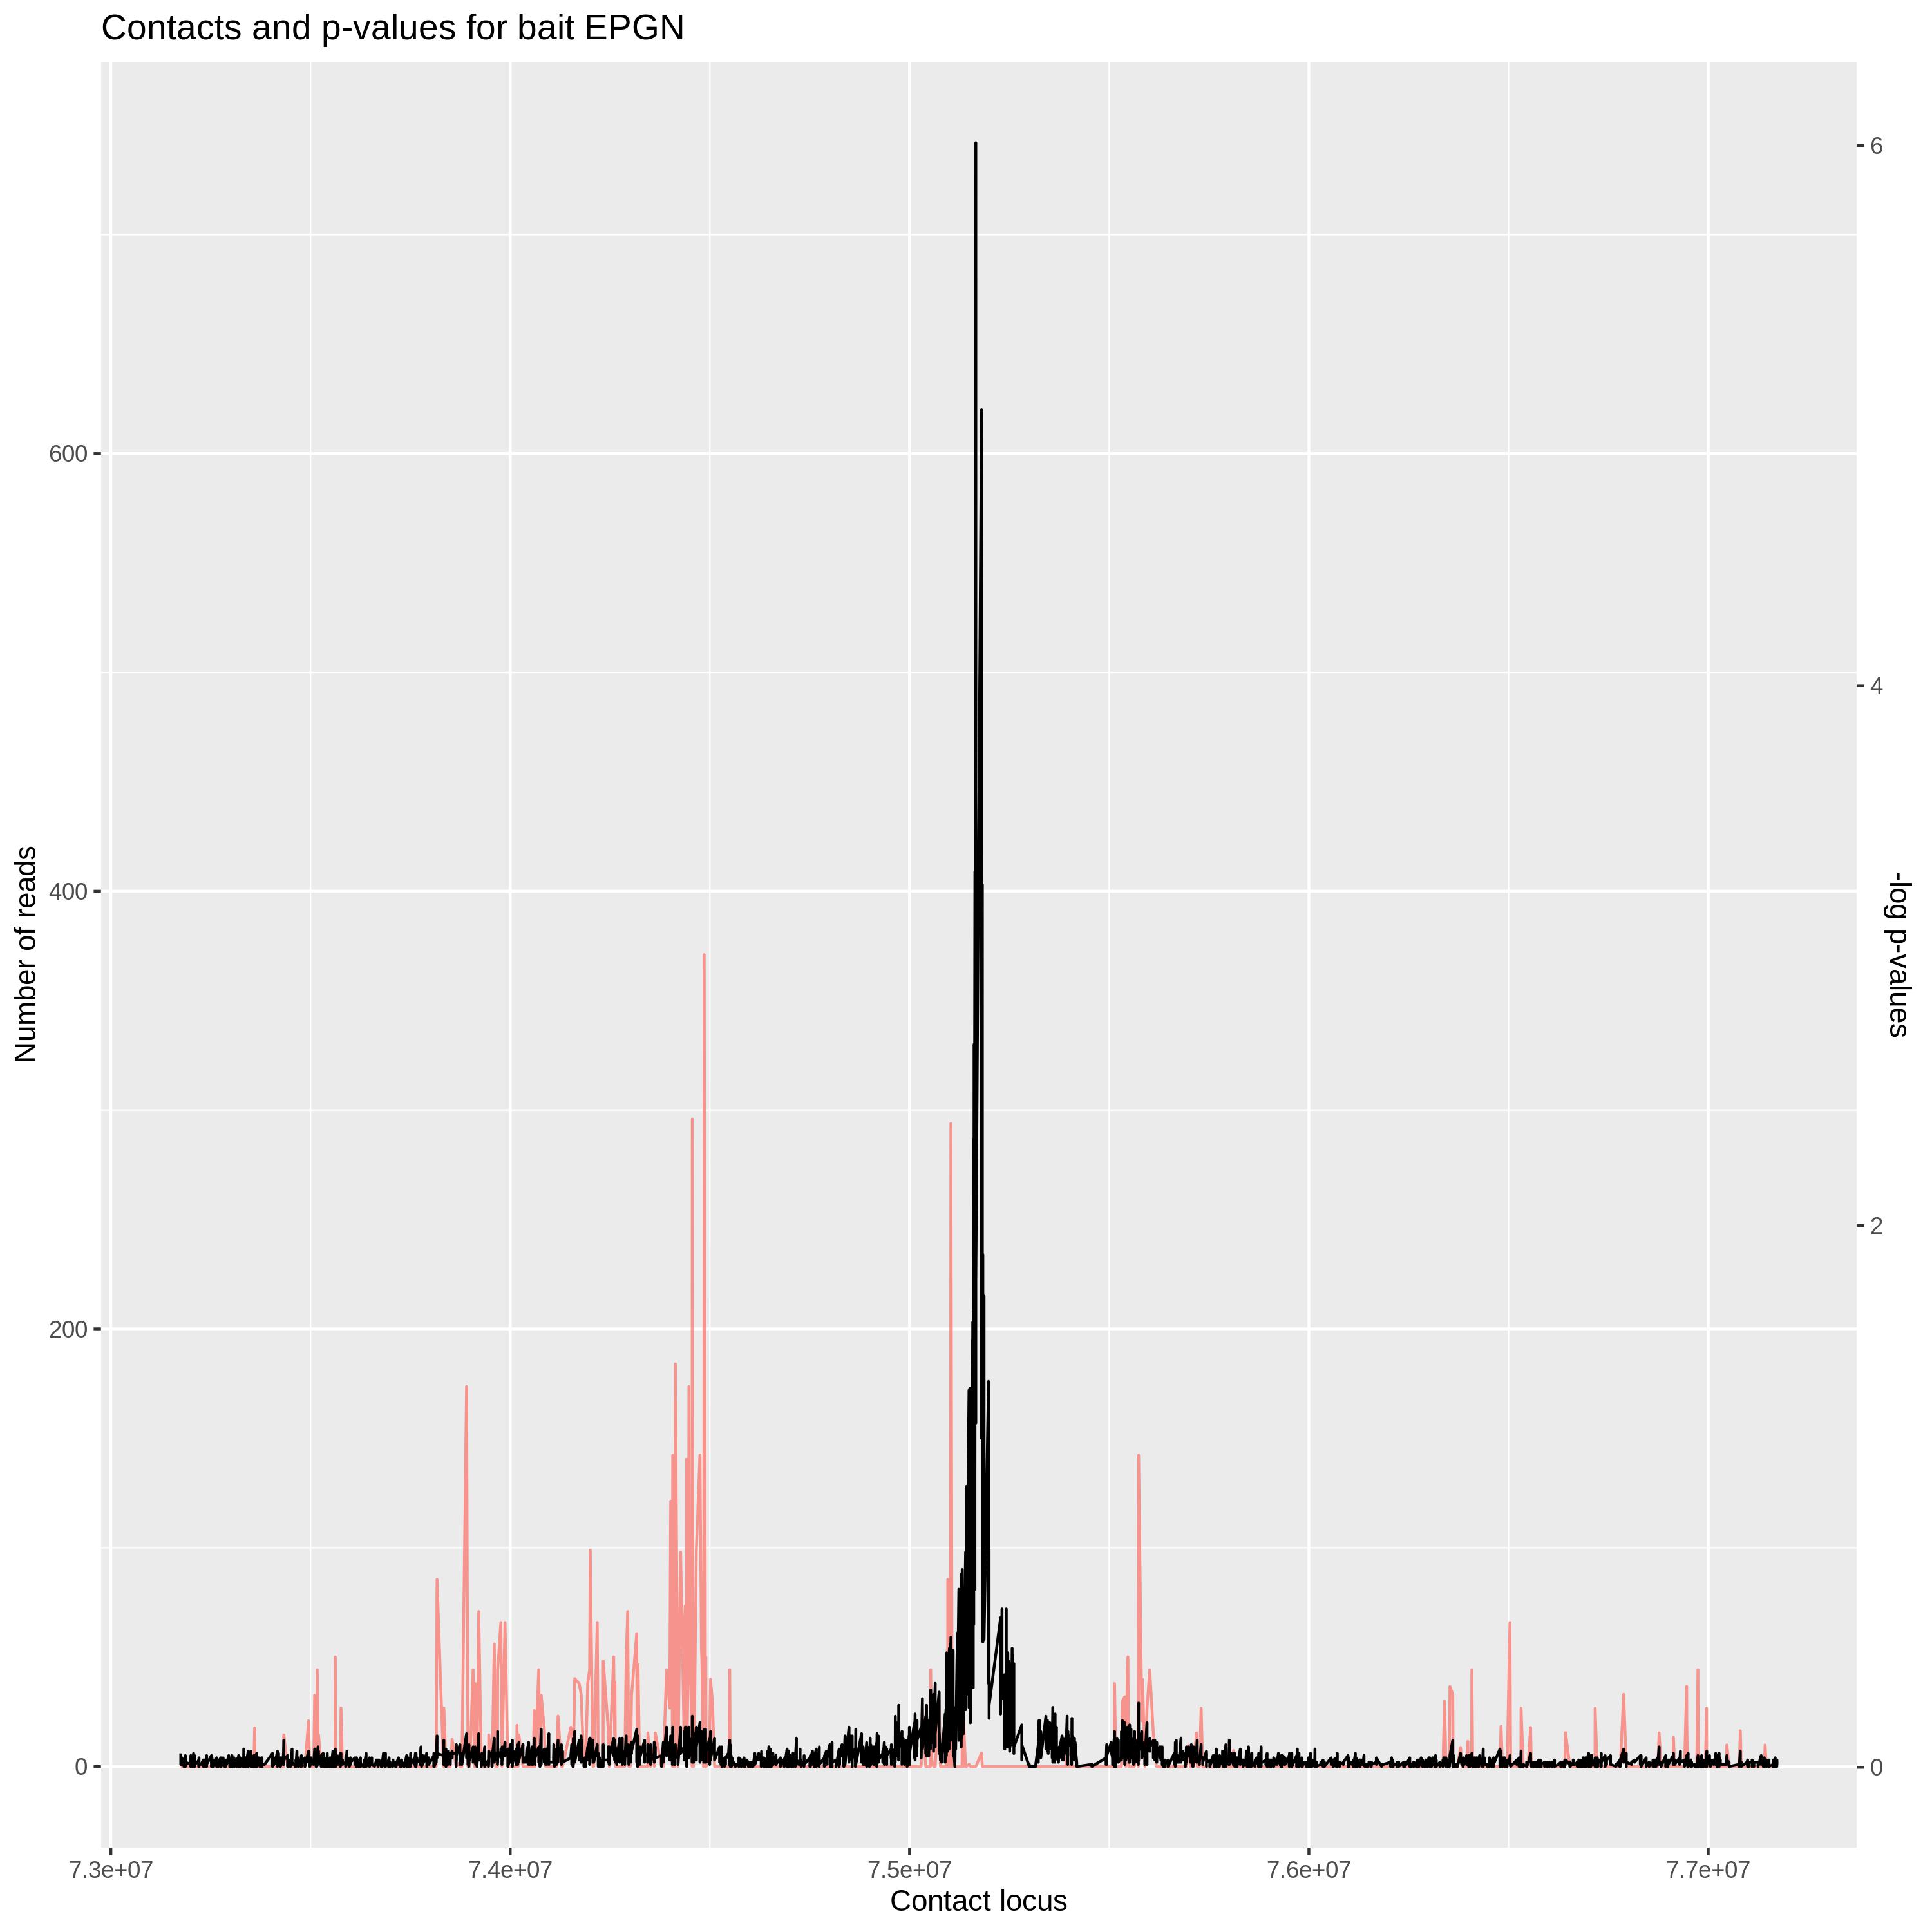 Contacts and p-values for bait EPGN
6
600
4
400
Number of reads
-log p-values
2
200
0
0
7.3e+07
7.4e+07
7.5e+07
7.6e+07
7.7e+07
Contact locus